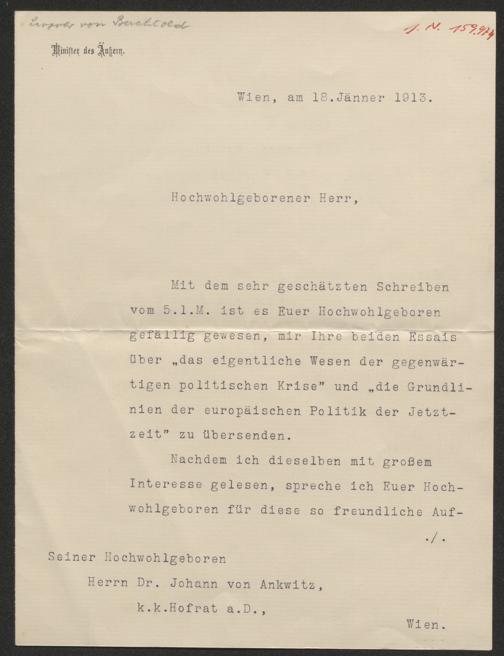 Leopold von Berchtold
J. N. 159.974
Minister des Äußern.
Wien, am 18.Jänner 1913.
Hochwohlgeborener Herr,
Mit dem sehr geschätzten Schreiben
vom 5.l.M. ist es Euer Hochwohlgeboren
gefällig gewesen, mir Ihre beiden Essais
über „das eigentliche Wesen der gegenwär-
tigen politischen Krise" und „die Grundli-
nien der europäischen Politik der Jetzt-
zeit" zu übersenden.
Nachdem ich dieselben mit großem
Interesse gelesen, spreche ich Euer Hoch-
wohlgeboren für diese so freundliche Auf-
./.
Seiner Hochwohlgeboren
Herrn Dr. Johann von Ankwitz,
k.k.Hofrat a.D.,
Wien.